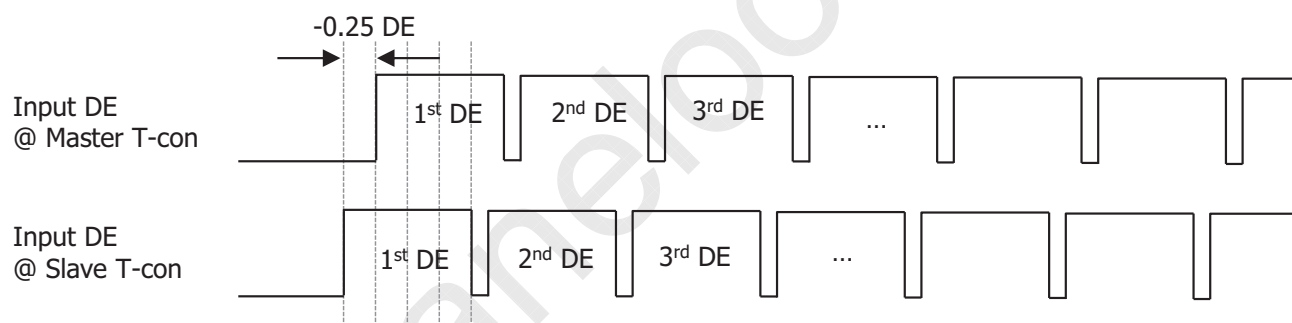 -0.25 DE
Input DE
@ Master T-con
1st DE
2nd DE
3rd DE
...
Input DE
@ Slave T-con
1st DE
2nd DE
3rd DE
...